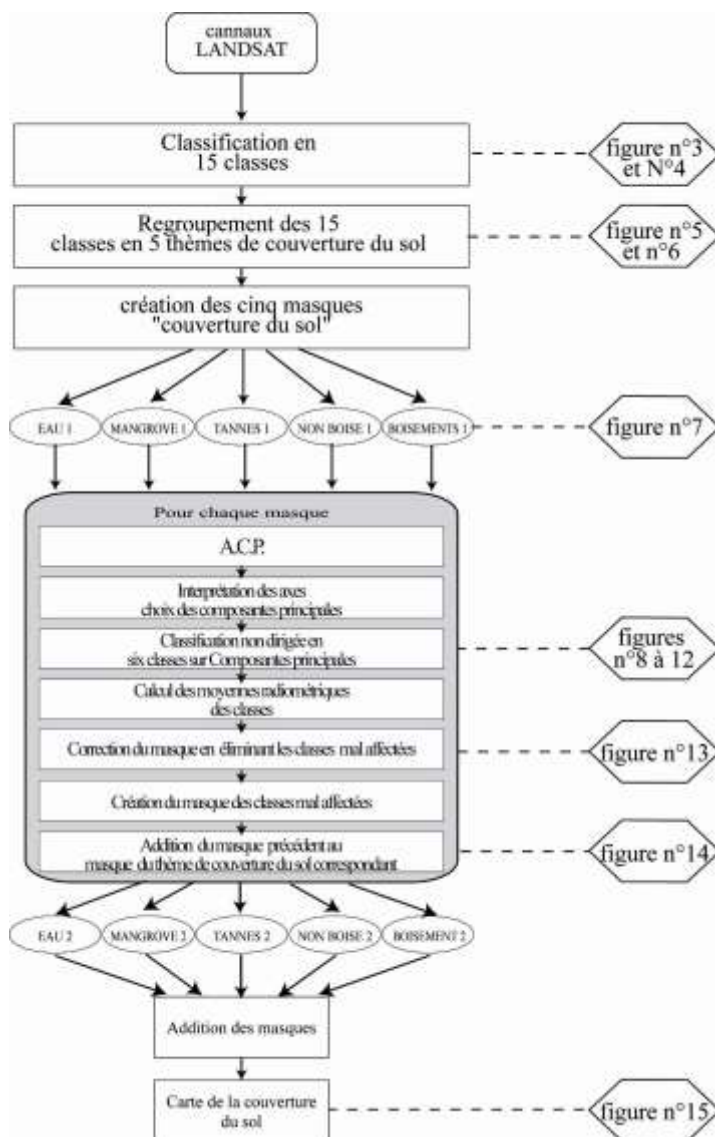 cannaux
LANDSAT
Classification en
15 classes
figure n°3
et N°4
Regroupement des 15
classes en 5 thèmes de couverture du sol
figure n°5
et n°6
création des cinq masques
"couverture du sol"
EAU 1
MANGROVE 1
TANNES 1
NON BOISE 1
BOISEMENTS 1
figure n°7
Pour chaque masque
A.C.P.
Interprétation des axes
choix des composantes principales
Classification non dirigée en
six classes sur Composantes principales
figures
n°8 à 12
Calcul des moyennes radiométriques
des classes
Correction du masque en éliminant les classes mal affectées
figure n°13
Création du masque des classes mal affectées
Addition du masque précédent au
masque du thème de couverture du sol correspondant
figure n°14
EAU 2
MANGROVE 2
TANNES 2
NON BOISE 2
BOISEMENT 2
Addition des masques
Carte de la couverture
du sol
figure n°15